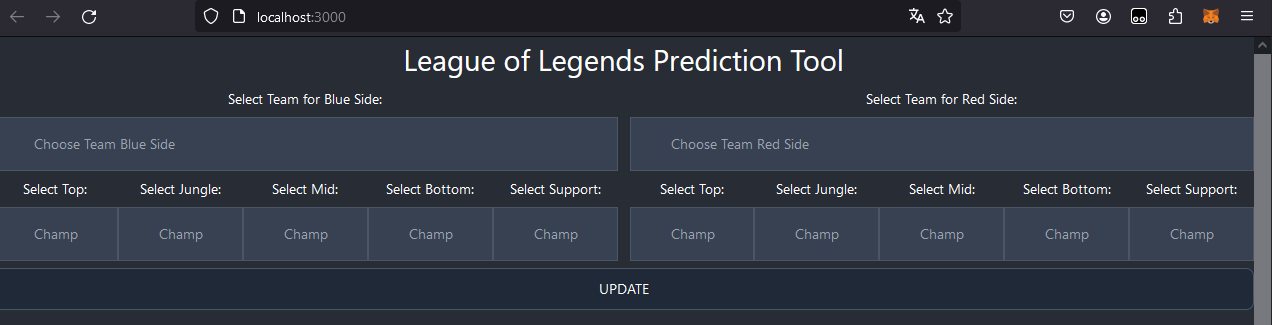 localhost:3000
League of Legends Prediction Tool
Select Team for Blue Side: Select Team for Red Side:
Choose Team Blue Side Choose Team Red Side
Select Top: Select Jungle: Select Mid: Select Bottom: Select Support: Select Top: Select Jungle: Select Mid: Select Bottom: Select Support:
Champ Champ Champ Champ Champ Champ Champ Champ Champ Champ
UPDATE